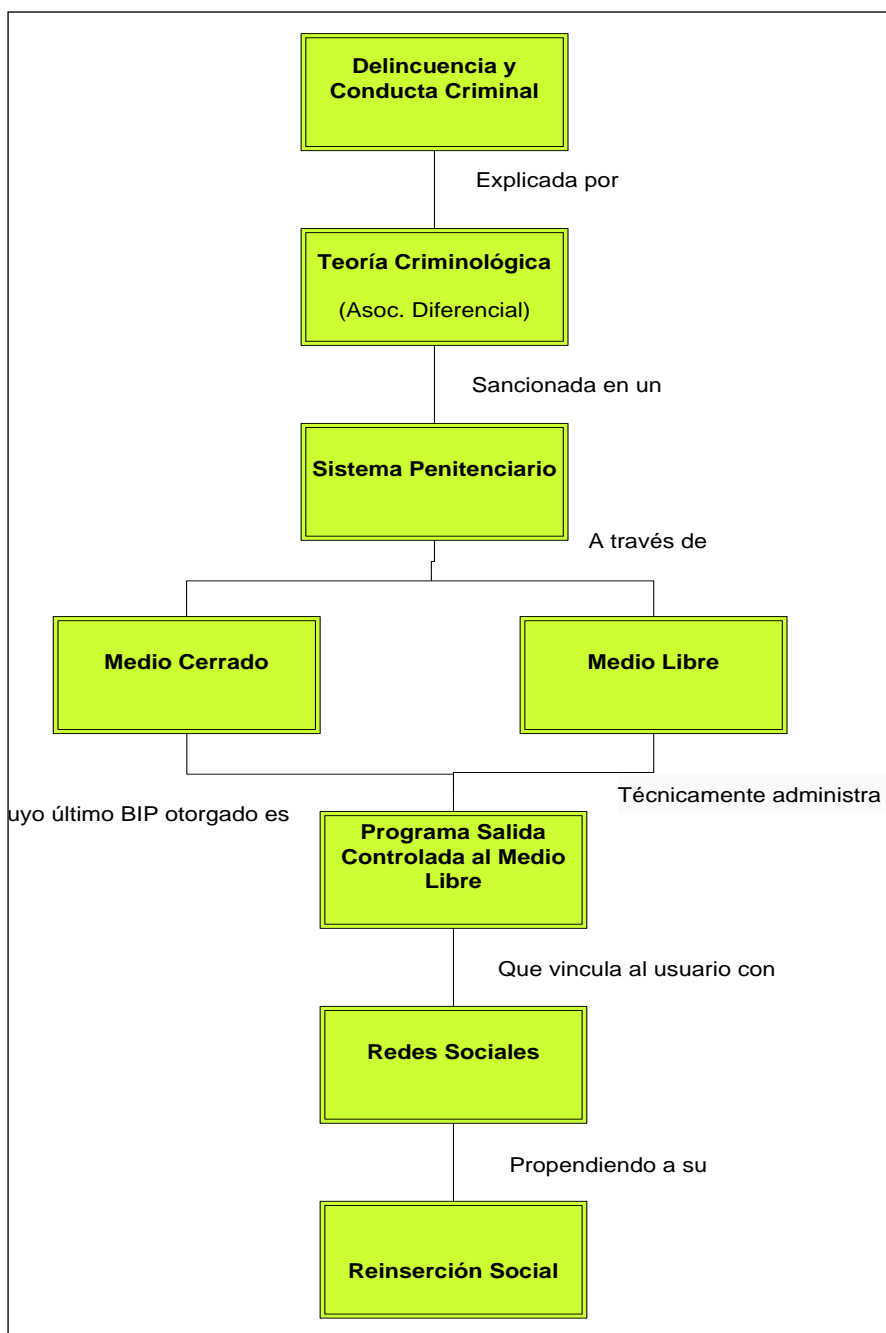 Delincuencia y
Conducta Criminal
Explicada por
Teoría Criminológica
(Asoc. Diferencial)
Sancionada en un
Sistema Penitenciario
A través de
Medio Cerrado
Medio Libre
uyo último BIP otorgado es
Técnicamente administra
Programa Salida
Controlada al Medio
Libre
Que vincula al usuario con
Redes Sociales
Propendiendo a su
Reinserción Social